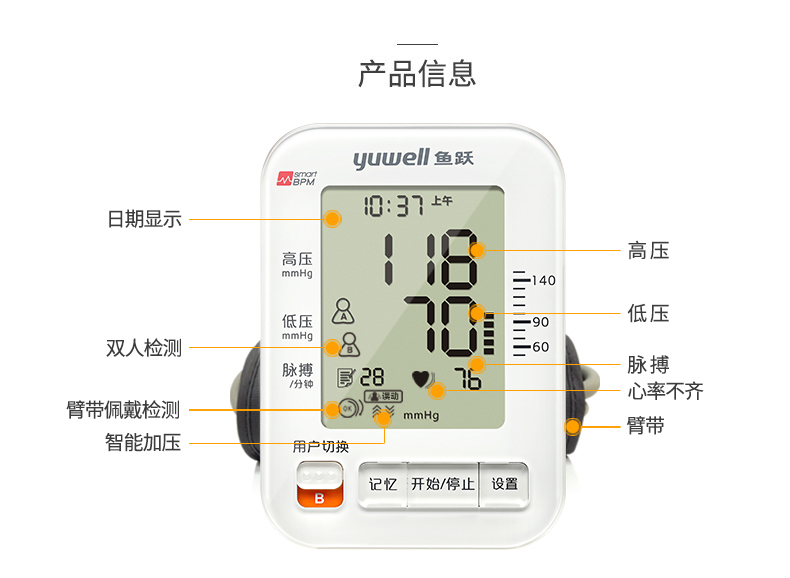 产品信息
yuwell 鱼跃
smart
BPM
10:37 上午
日期显示
118
高压
高压
mmHg
140
70
低压
低压
mmHg
A
90
双人检测
B
60
脉搏
/分钟
28
76
脉搏
心率不齐
误动
臂带佩戴检测
OK
mmHg
臂带
智能加压
用户切换
B
记忆
开始/停止
设置